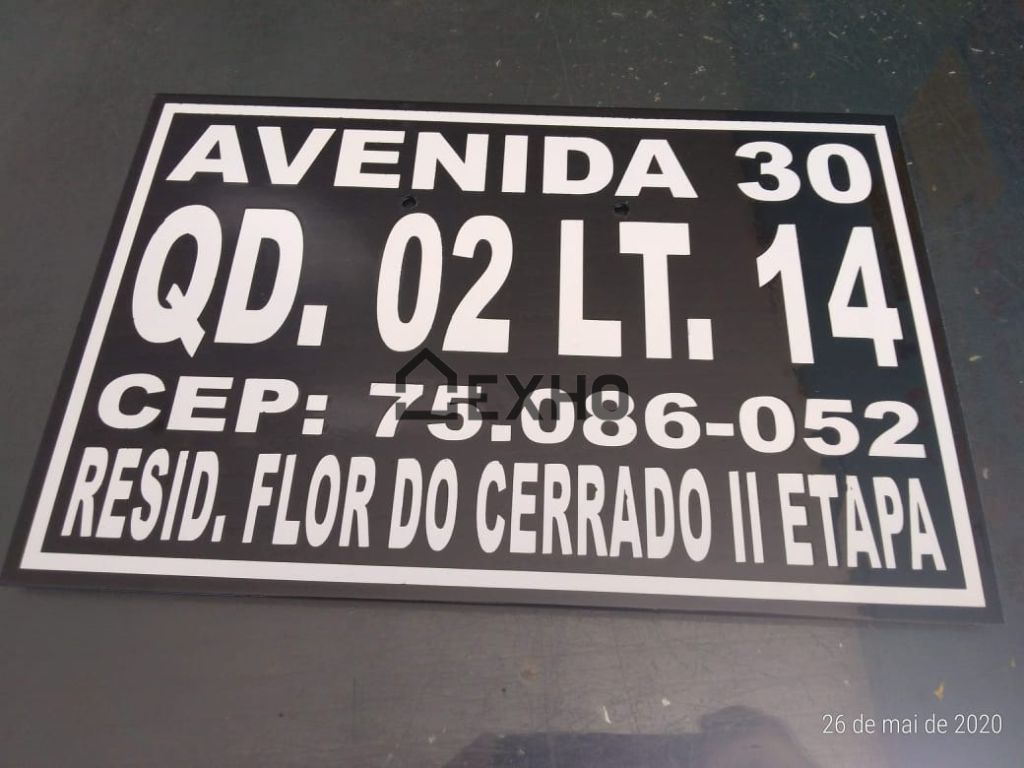 AVENIDA 30
QD. 02 LT. 14
CEP: 75.086-052
EXHO
RESID. FLOR DO CERRADO II ETAPA
26 de mai de 2020